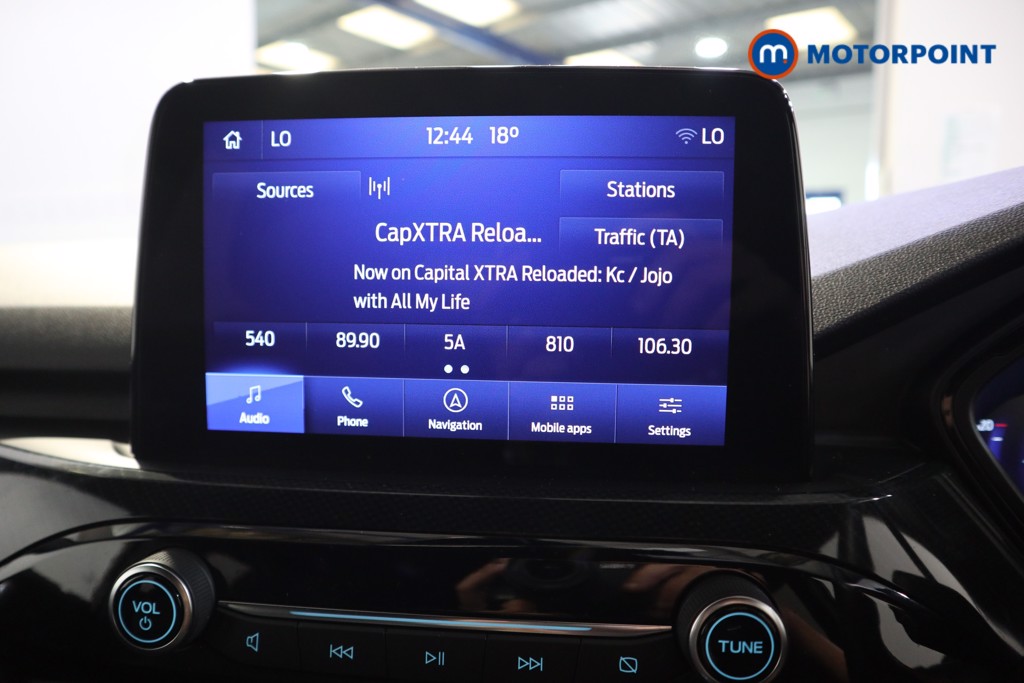 m MOTORPOINT
LO 12:44 18º LO
Sources Stations
CapXTRA Reloa... Traffic (TA)
Now on Capital XTRA Reloaded: Kc / Jojo
with All My Life
540 89.90 5A 810 106.30
Audio Phone Navigation Mobile apps Settings
VOL TUNE